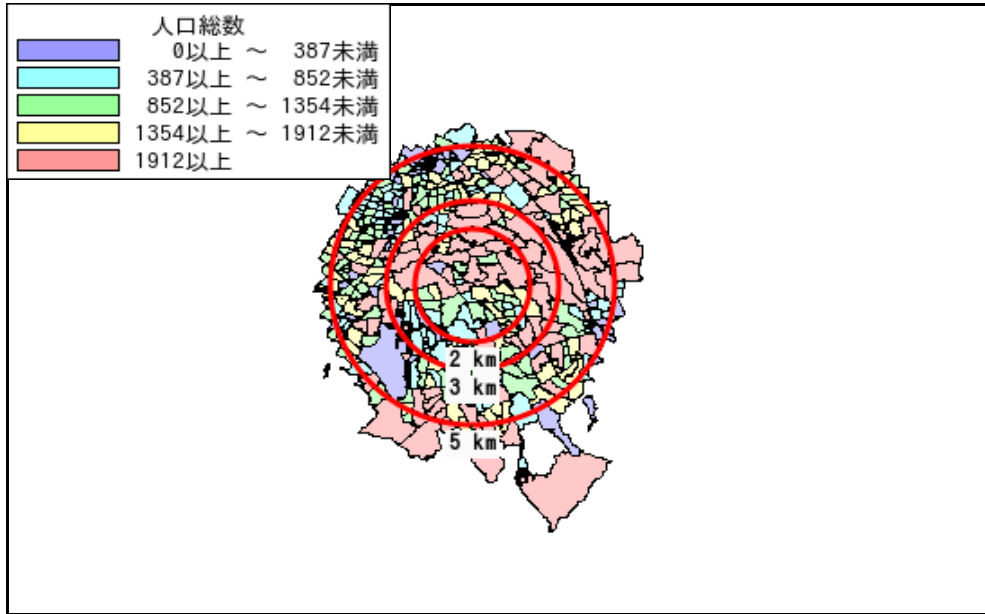 人口総数
0以上 ～ 387未満
387以上 ～ 852未満
852以上 ～ 1354未満
1354以上 ～ 1912未満
1912以上
2 km
3 km
5 km